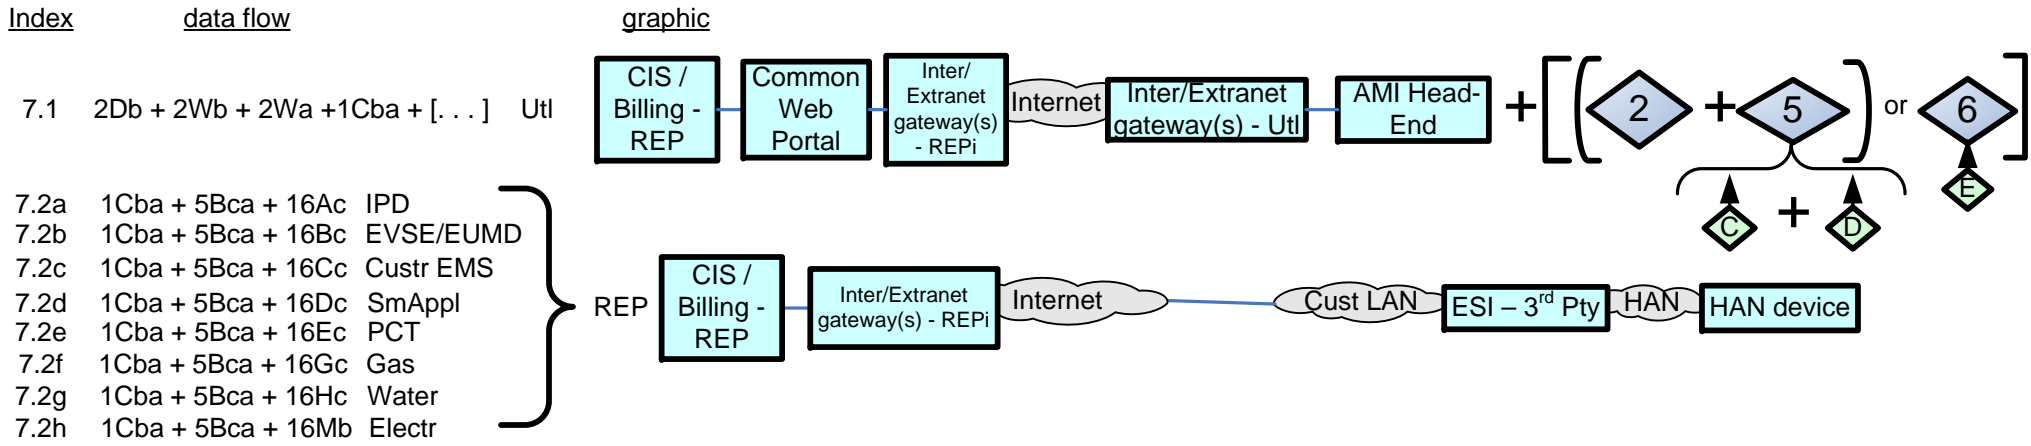 Index data flow graphic
7.1 2Db + 2Wb + 2Wa +1Cba + [. . . ] Utl
CIS /
Billing -
REP
Common
Web
Portal
Inter/
Extranet
gateway(s)
- REPi
Internet
Inter/Extranet
gateway(s) - Utl
AMI Head-
End
+ [ ( 2 + 5 ) or 6 ]
C + D
E
7.2a 1Cba + 5Bca + 16Ac IPD
7.2b 1Cba + 5Bca + 16Bc EVSE/EUMD
7.2c 1Cba + 5Bca + 16Cc Custr EMS
7.2d 1Cba + 5Bca + 16Dc SmAppl
7.2e 1Cba + 5Bca + 16Ec PCT
7.2f 1Cba + 5Bca + 16Gc Gas
7.2g 1Cba + 5Bca + 16Hc Water
7.2h 1Cba + 5Bca + 16Mb Electr
REP
CIS /
Billing -
REP
Inter/Extranet
gateway(s) - REPi
Internet
Cust LAN
ESI – 3rd Pty
HAN
HAN device